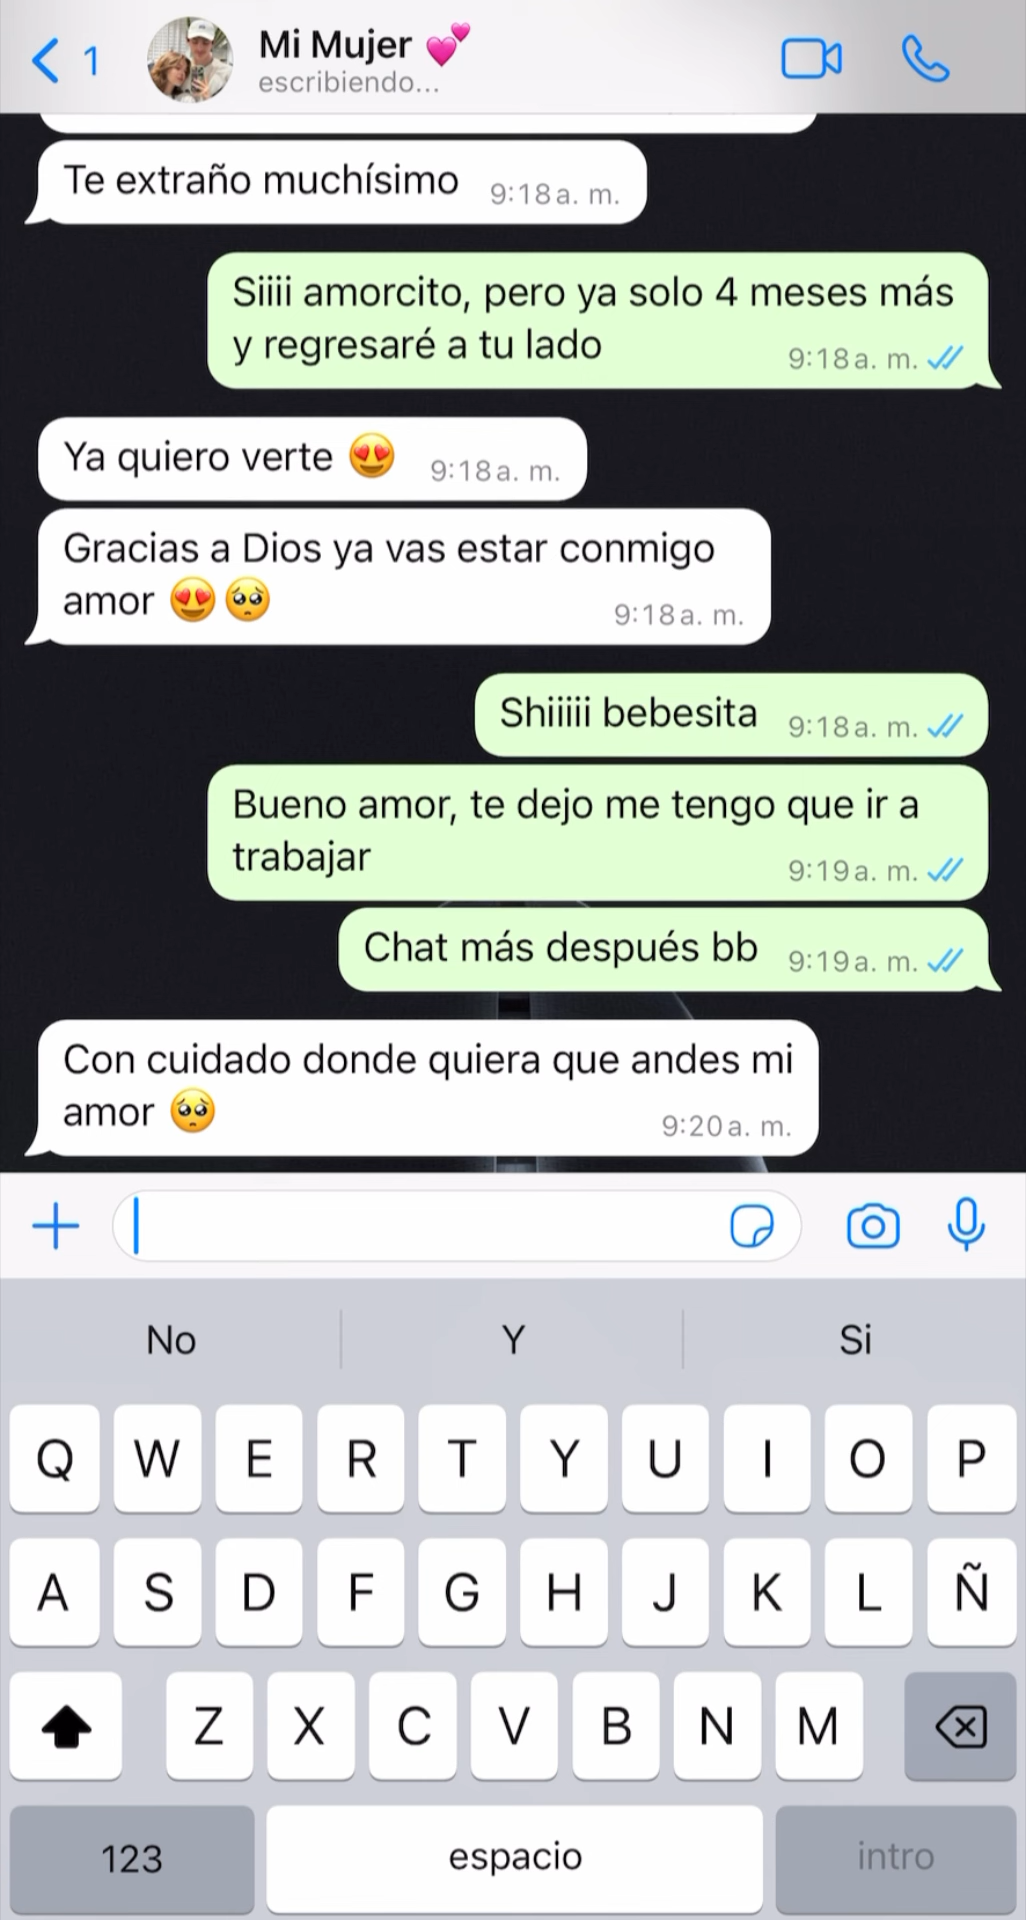 1
Mi Mujer 💕
escribiendo...
Te extraño muchísimo 9:18 a. m.
Siiii amorcito, pero ya solo 4 meses más
y regresaré a tu lado 9:18 a. m.
Ya quiero verte 😍 9:18 a. m.
Gracias a Dios ya vas estar conmigo
amor 😍🥺 9:18 a. m.
Shiiiii bebesita 9:18 a. m.
Bueno amor, te dejo me tengo que ir a
trabajar 9:19 a. m.
Chat más después bb 9:19 a. m.
Con cuidado donde quiera que andes mi
amor 🥺 9:20 a. m.
No Y Si
Q W E R T Y U I O P
A S D F G H J K L Ñ
Z X C V B N M
123 espacio intro